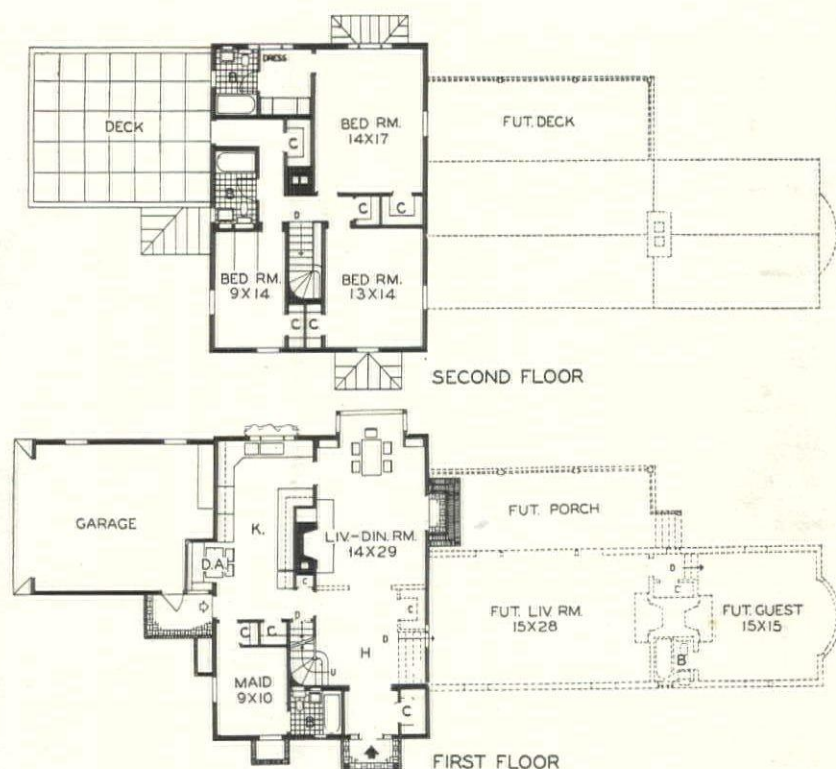 B.
DRESS.
DECK
BED RM.
14X17
FUT. DECK
C
B.
C
C
D
BED RM.
9X14
BED RM.
13X14
C
C
SECOND FLOOR
GARAGE
K.
LIV.-DIN. RM.
14X29
FUT. PORCH
D.A.
C
D
C
D
C
FUT. LIV. RM.
15X28
FUT. GUEST
15X15
C
C
D
H
B
U
MAID
9X10
B.
C
FIRST FLOOR